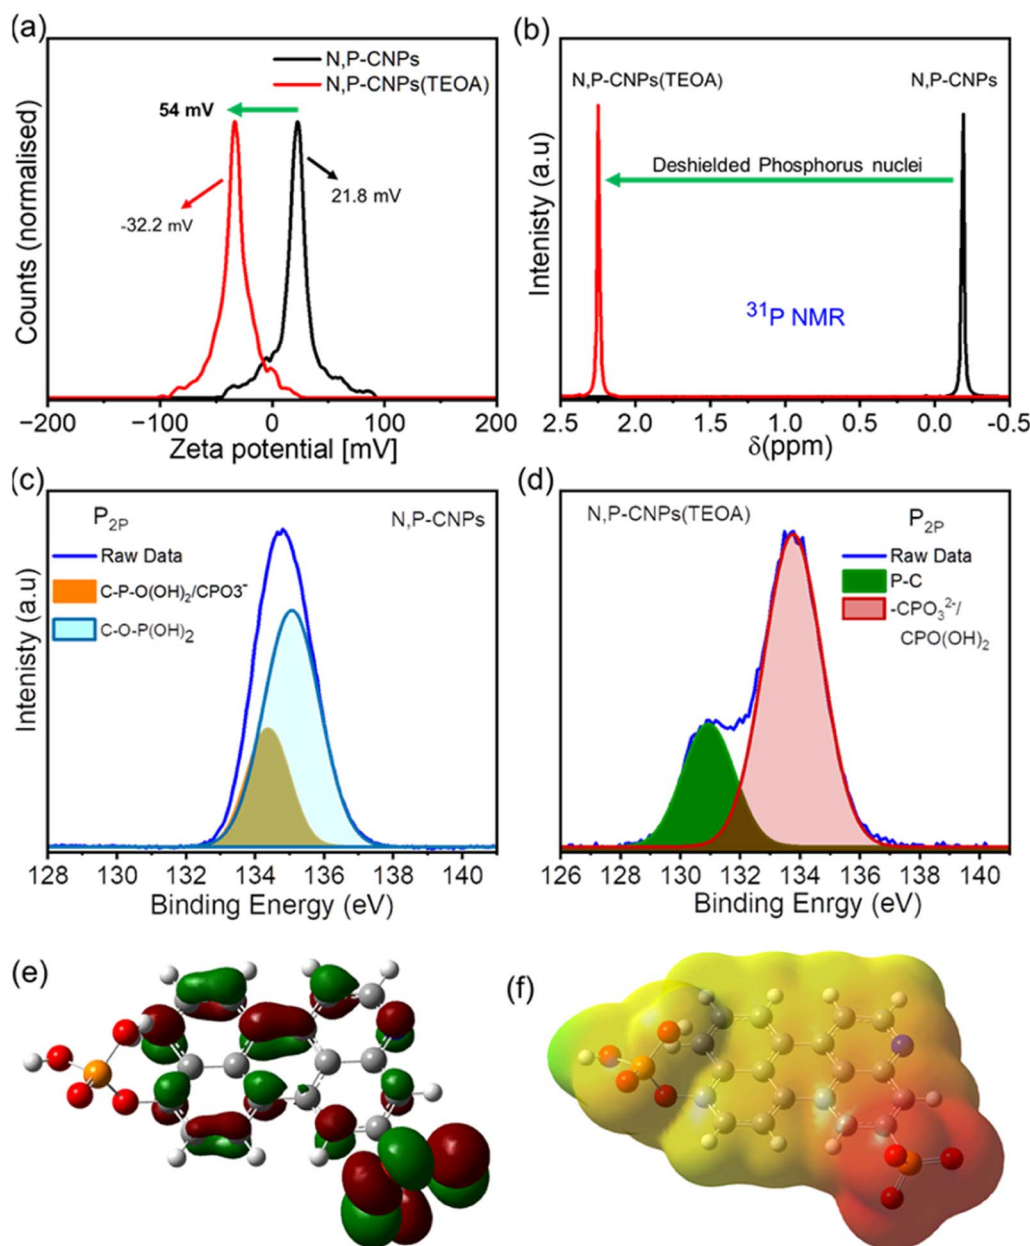 (a)
N,P-CNPs
N,P-CNPs(TEOA)
54 mV
-32.2 mV
21.8 mV
Counts (normalised)
−200 −100 0 100 200
Zeta potential [mV]
(b)
N,P-CNPs(TEOA)
N,P-CNPs
Deshielded Phosphorus nuclei
³¹P NMR
Intenisty (a.u)
2.5 2.0 1.5 1.0 0.5 0.0 -0.5
δ(ppm)
(c)
P₂P
N,P-CNPs
Raw Data
C-P-O(OH)₂/CPO3⁻
C-O-P(OH)₂
Intenisty (a.u)
128 130 132 134 136 138 140
Binding Energy (eV)
(d)
N,P-CNPs(TEOA)
P₂P
Raw Data
P-C
-CPO₃²⁻/
CPO(OH)₂
126 128 130 132 134 136 138 140
Binding Enrgy (eV)
(e)
(f)